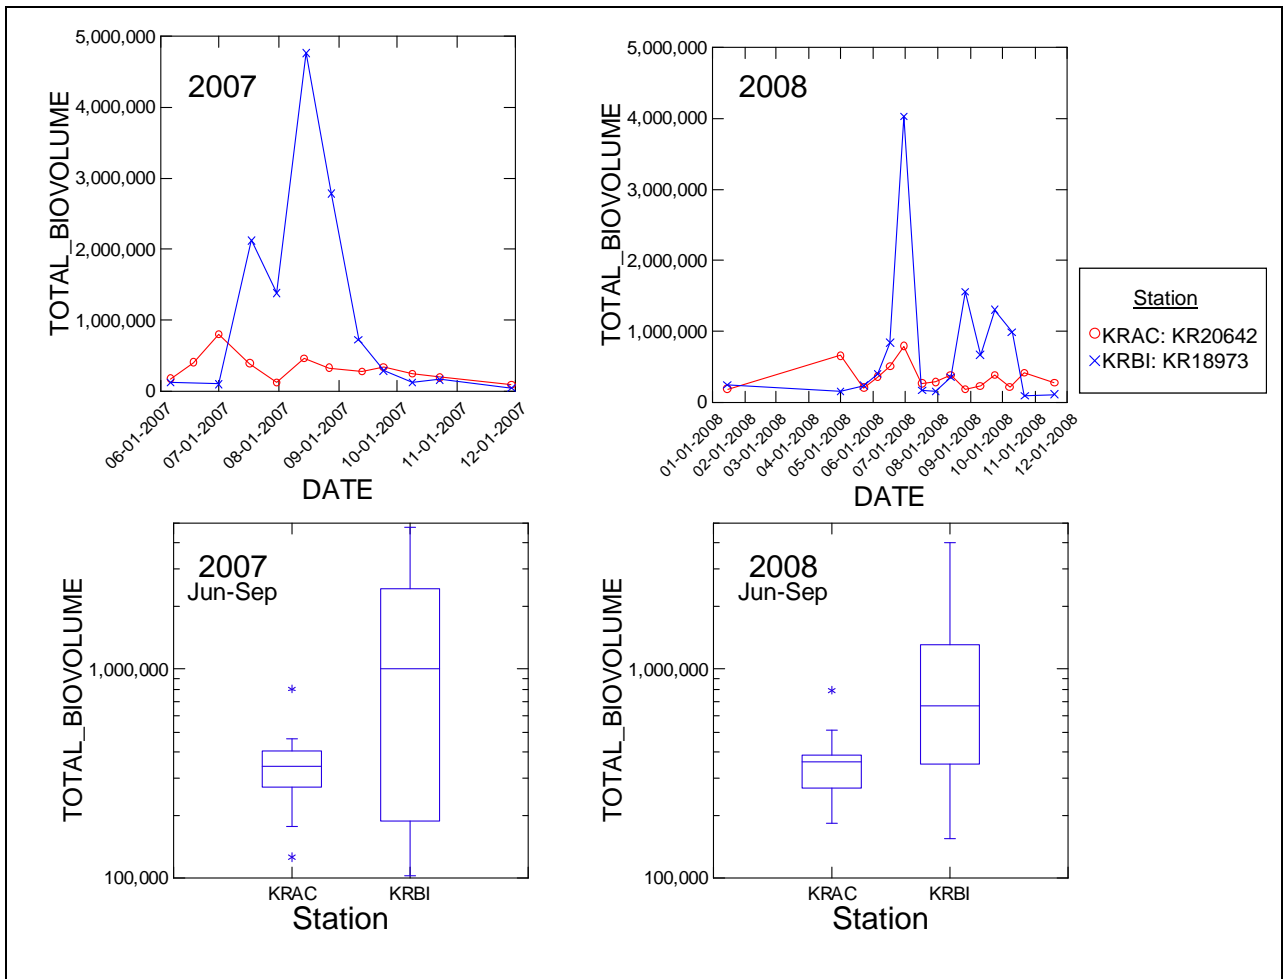 2007
TOTAL_BIOVOLUME
5,000,000
4,000,000
3,000,000
2,000,000
1,000,000
0
06-01-2007
07-01-2007
08-01-2007
09-01-2007
10-01-2007
11-01-2007
12-01-2007
DATE
2008
TOTAL_BIOVOLUME
5,000,000
4,000,000
3,000,000
2,000,000
1,000,000
0
01-01-2008
02-01-2008
03-01-2008
04-01-2008
05-01-2008
06-01-2008
07-01-2008
08-01-2008
09-01-2008
10-01-2008
11-01-2008
12-01-2008
DATE
Station
KRAC: KR20642
KRBI: KR18973
2007
Jun-Sep
TOTAL_BIOVOLUME
1,000,000
100,000
KRAC
KRBI
Station
2008
Jun-Sep
TOTAL_BIOVOLUME
1,000,000
100,000
KRAC
KRBI
Station